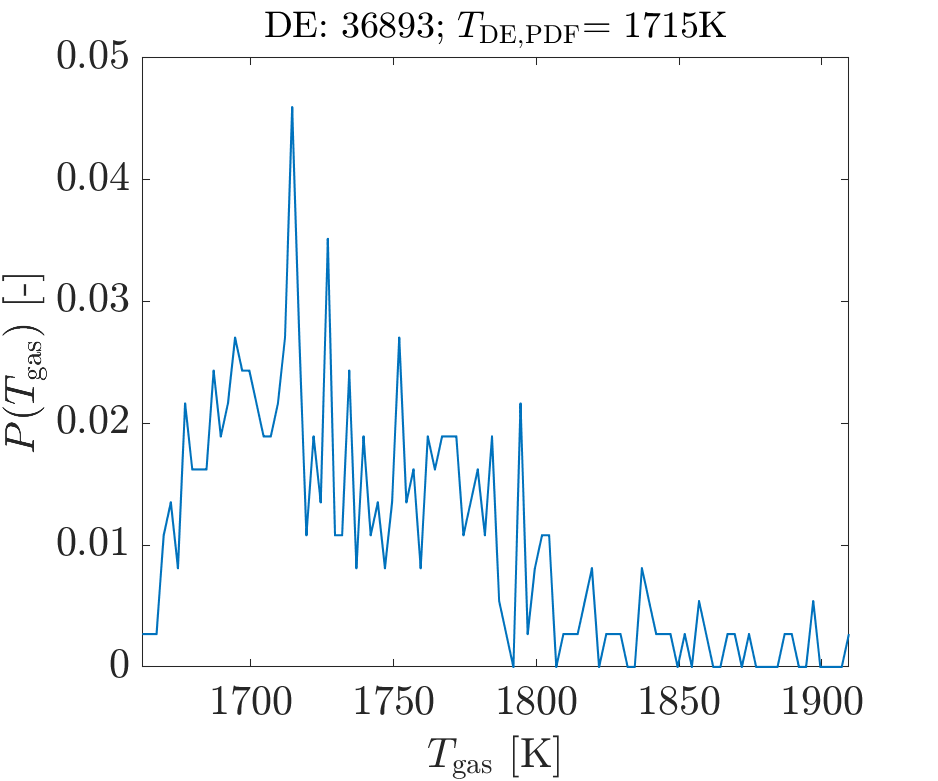 DE: 36893; T_DE,PDF= 1715K
0.05
0.04
0.03
0.02
0.01
0
P(T_gas) [-]
1700 1750 1800 1850 1900
T_gas [K]